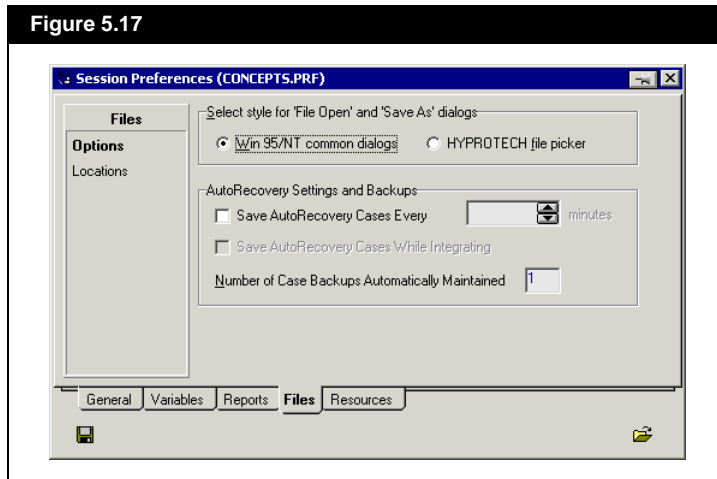 Figure 5.17
Session Preferences (CONCEPTS.PRF)
Files
Options
Locations
Select style for 'File Open' and 'Save As' dialogs
Win 95/NT common dialogs
HYPROTECH file picker
AutoRecovery Settings and Backups
Save AutoRecovery Cases Every
minutes
Save AutoRecovery Cases While Integrating
Number of Case Backups Automatically Maintained
1
General
Variables
Reports
Files
Resources